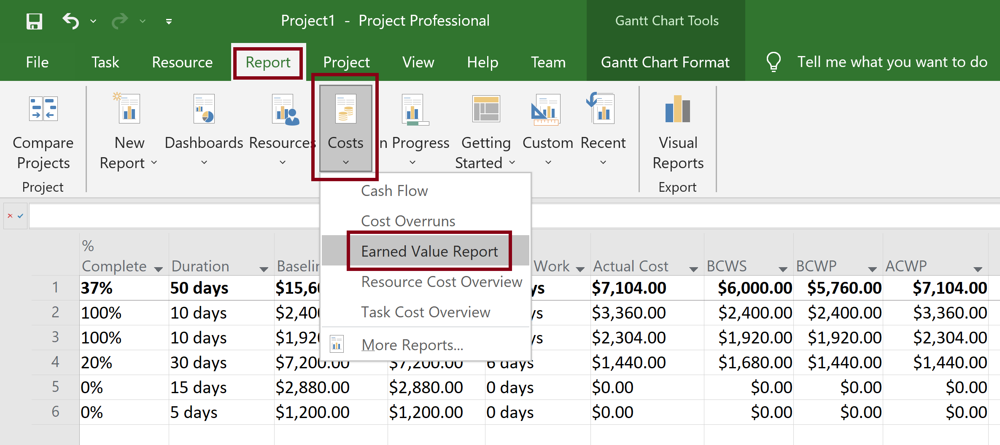 Project1 - Project Professional
Gantt Chart Tools
File Task Resource Report Project View Help Team Gantt Chart Format Tell me what you want to do
Compare Projects
New Report
Dashboards
Resources
Costs
n Progress
Getting Started
Custom
Recent
Visual Reports
Project
Export
Cash Flow
Cost Overruns
Earned Value Report
Resource Cost Overview
Task Cost Overview
More Reports...
% Complete Duration Baselin Work Actual Cost BCWS BCWP ACWP
1 37% 50 days $15,60 ys $7,104.00 $6,000.00 $5,760.00 $7,104.00
2 100% 10 days $2,400 ys $3,360.00 $2,400.00 $2,400.00 $3,360.00
3 100% 10 days $1,920 ys $2,304.00 $1,920.00 $1,920.00 $2,304.00
4 20% 30 days $7,200.00 $7,200.00 6 days $1,440.00 $1,680.00 $1,440.00 $1,440.00
5 0% 15 days $2,880.00 $2,880.00 0 days $0.00 $0.00 $0.00 $0.00
6 0% 5 days $1,200.00 $1,200.00 0 days $0.00 $0.00 $0.00 $0.00